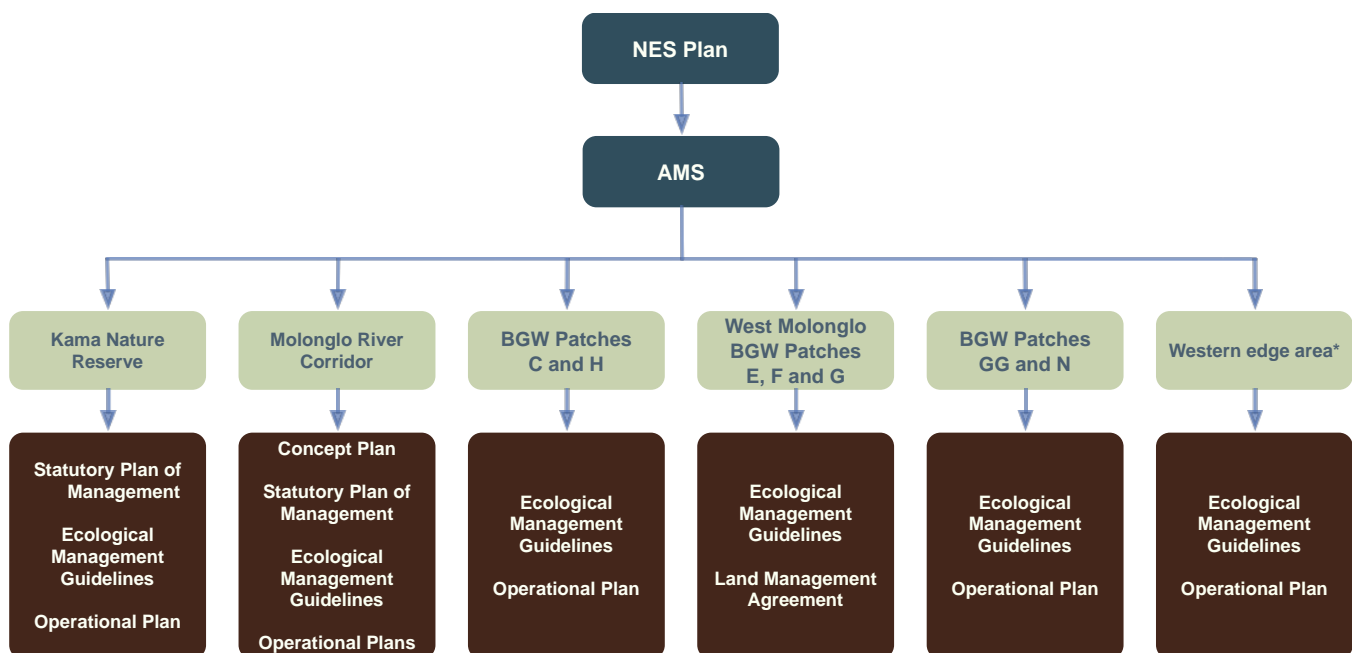 NES Plan
AMS
Kama Nature
Reserve
Molonglo River
Corridor
BGW Patches
C and H
West Molonglo
BGW Patches
E, F and G
BGW Patches
GG and N
Western edge area*
Statutory Plan of
Management
Ecological
Management
Guidelines
Operational Plan
Concept Plan
Statutory Plan of
Management
Ecological
Management
Guidelines
Operational Plans
Ecological
Management
Guidelines
Operational Plan
Ecological
Management
Guidelines
Land Management
Agreement
Ecological
Management
Guidelines
Operational Plan
Ecological
Management
Guidelines
Operational Plan